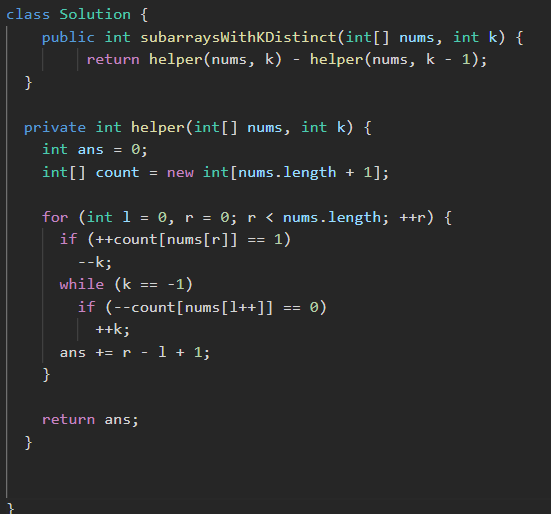 class Solution {
    public int subarraysWithKDistinct(int[] nums, int k) {
         return helper(nums, k) - helper(nums, k - 1);
  }

  private int helper(int[] nums, int k) {
    int ans = 0;
    int[] count = new int[nums.length + 1];

    for (int l = 0, r = 0; r < nums.length; ++r) {
      if (++count[nums[r]] == 1)
        --k;
      while (k == -1)
        if (--count[nums[l++]] == 0)
          ++k;
      ans += r - l + 1;
    }

    return ans;
  }

}